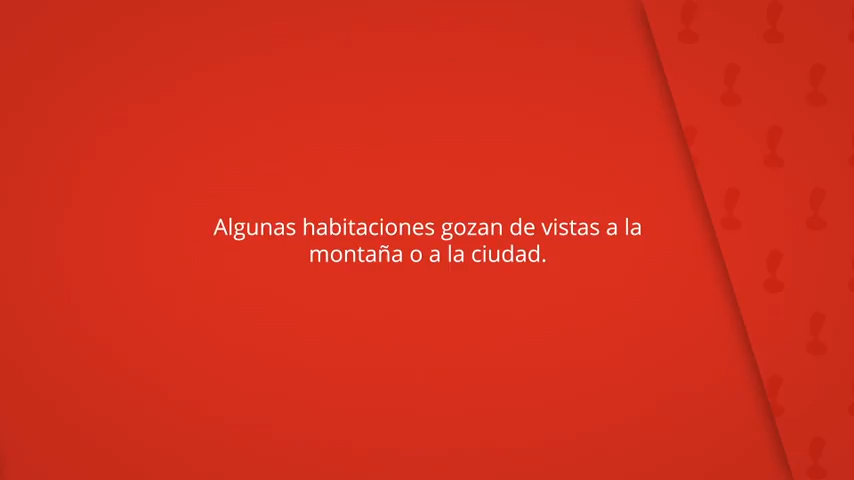 Algunas habitaciones gozan de vistas a la
montaña o a la ciudad.